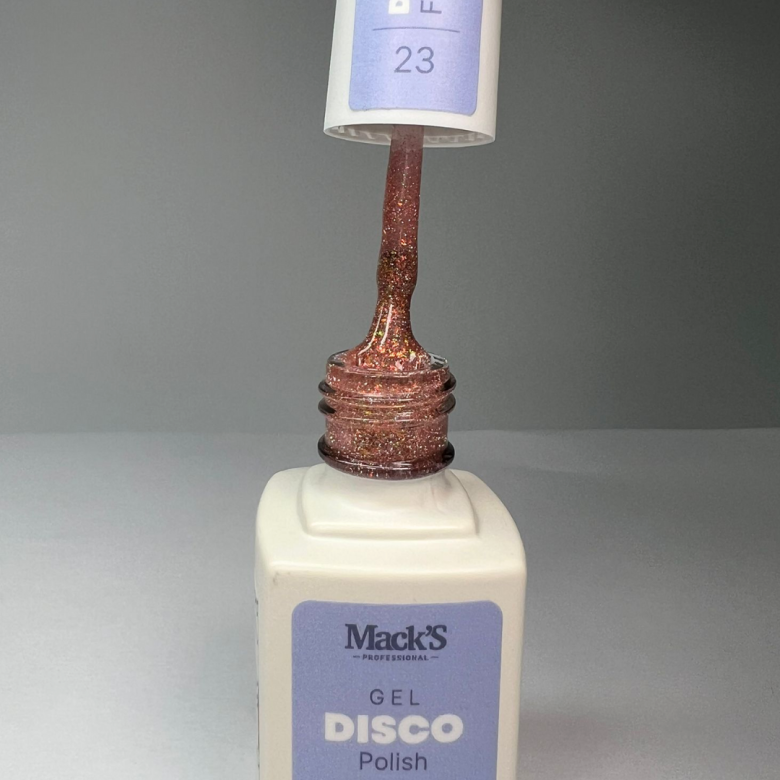 23
Mack'S
PROFESSIONAL
GEL
DISCO
Polish